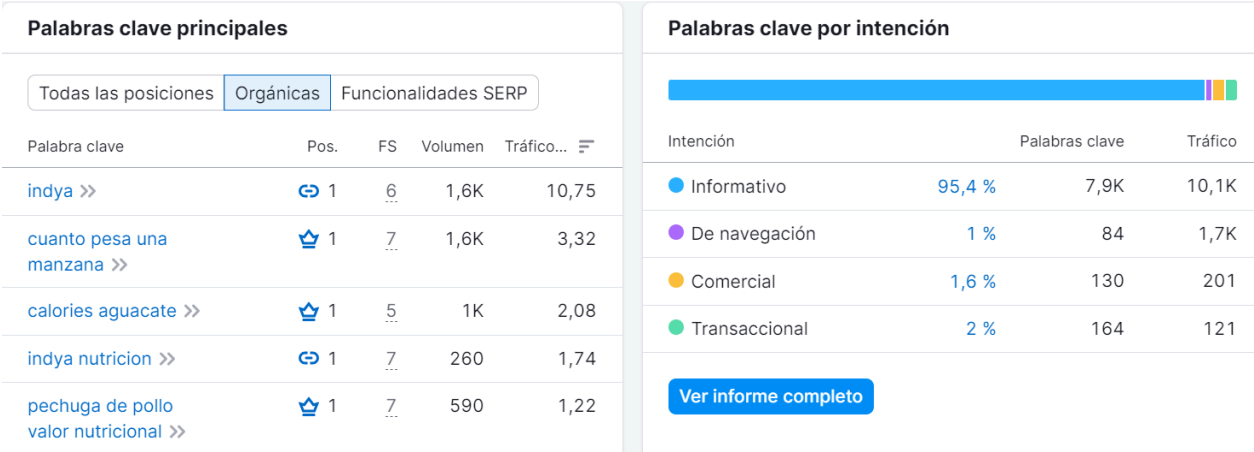 Palabras clave principales
Todas las posiciones Orgánicas Funcionalidades SERP
Palabra clave Pos. FS Volumen Tráfico...
indya 1 6 1,6K 10,75
cuanto pesa una
manzana 1 7 1,6K 3,32
calories aguacate 1 5 1K 2,08
indya nutricion 1 7 260 1,74
pechuga de pollo
valor nutricional 1 7 590 1,22
Palabras clave por intención
Intención Palabras clave Tráfico
Informativo 95,4 % 7,9K 10,1K
De navegación 1 % 84 1,7K
Comercial 1,6 % 130 201
Transaccional 2 % 164 121
Ver informe completo